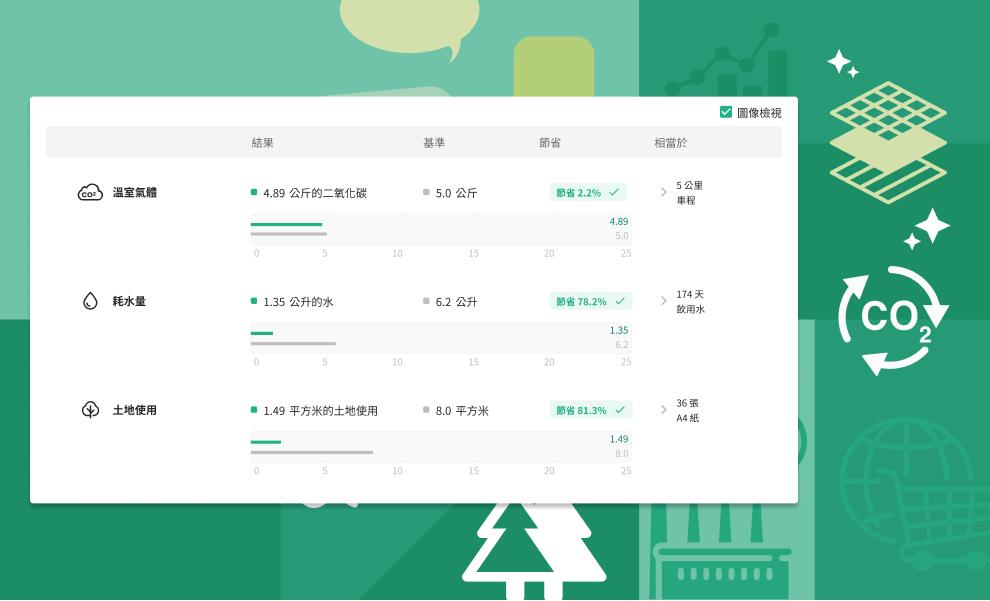 圖像檢視
結果 基準 節省 相當於
CO²
溫室氣體 4.89 公斤的二氧化碳 5.0 公斤 節省 2.2% 5 公里
車程
4.89
5.0
0 5 10 15 20 25
耗水量 1.35 公升的水 6.2 公升 節省 78.2% 174 天
飲用水
1.35
6.2
0 5 10 15 20 25
土地使用 1.49 平方米的土地使用 8.0 平方米 節省 81.3% 36 張
A4 紙
1.49
8.0
0 5 10 15 20 25
CO2